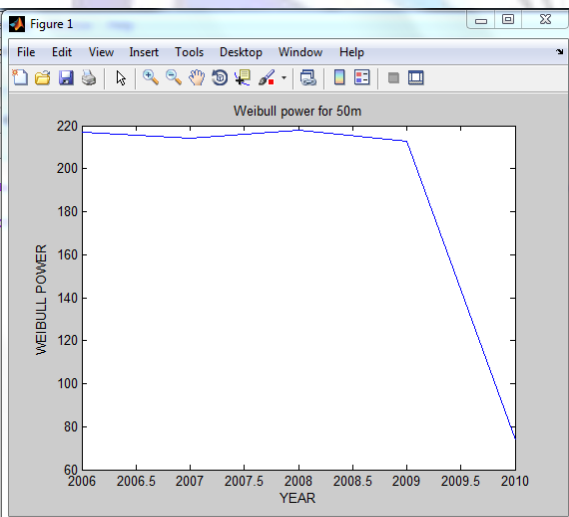 Figure 1
File Edit View Insert Tools Desktop Window Help
Weibull power for 50m
220
200
180
160
140
120
100
80
60
WEIBULL POWER
2006 2006.5 2007 2007.5 2008 2008.5 2009 2009.5 2010
YEAR